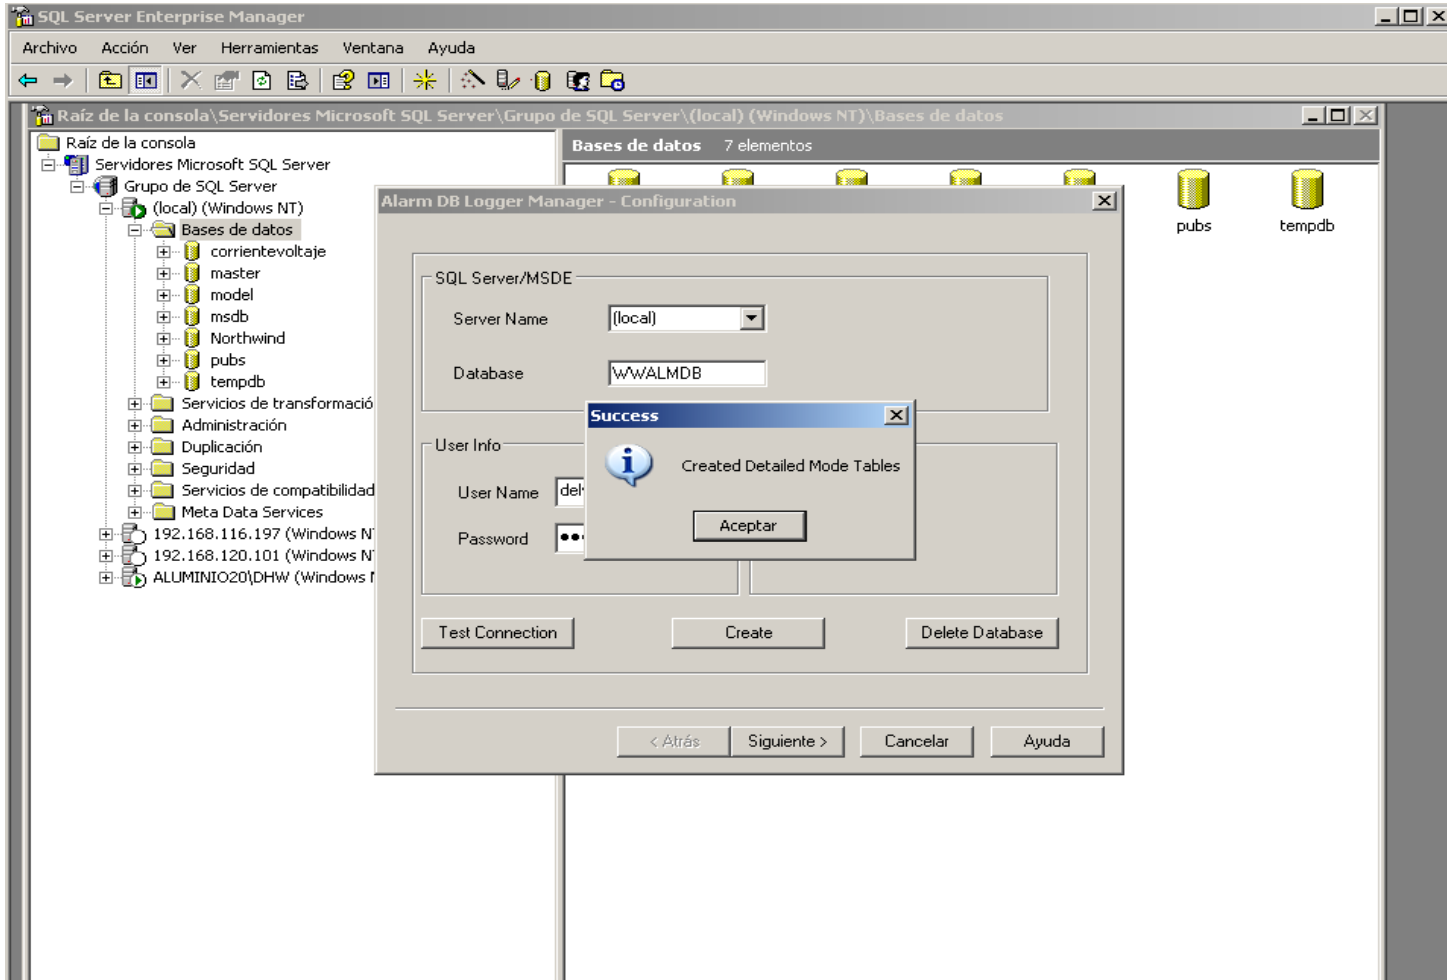 SQL Server Enterprise Manager
Archivo Acción Ver Herramientas Ventana Ayuda
Raíz de la consola\Servidores Microsoft SQL Server\Grupo de SQL Server\(local) (Windows NT)\Bases de datos
Raíz de la consola
Servidores Microsoft SQL Server
Grupo de SQL Server
(local) (Windows NT)
Bases de datos
corrientevoltaje
master
model
msdb
Northwind
pubs
tempdb
Servicios de transformació
Administración
Duplicación
Seguridad
Servicios de compatibilidad
Meta Data Services
192.168.116.197 (Windows N
192.168.120.101 (Windows N
ALUMINIO20\DHW (Windows
Bases de datos 7 elementos
pubs tempdb
Alarm DB Logger Manager - Configuration
SQL Server/MSDE
Server Name (local)
Database WWALMDB
User Info
User Name
Password
Success
Created Detailed Mode Tables
Aceptar
Test Connection Create Delete Database
< Atrás Siguiente > Cancelar Ayuda